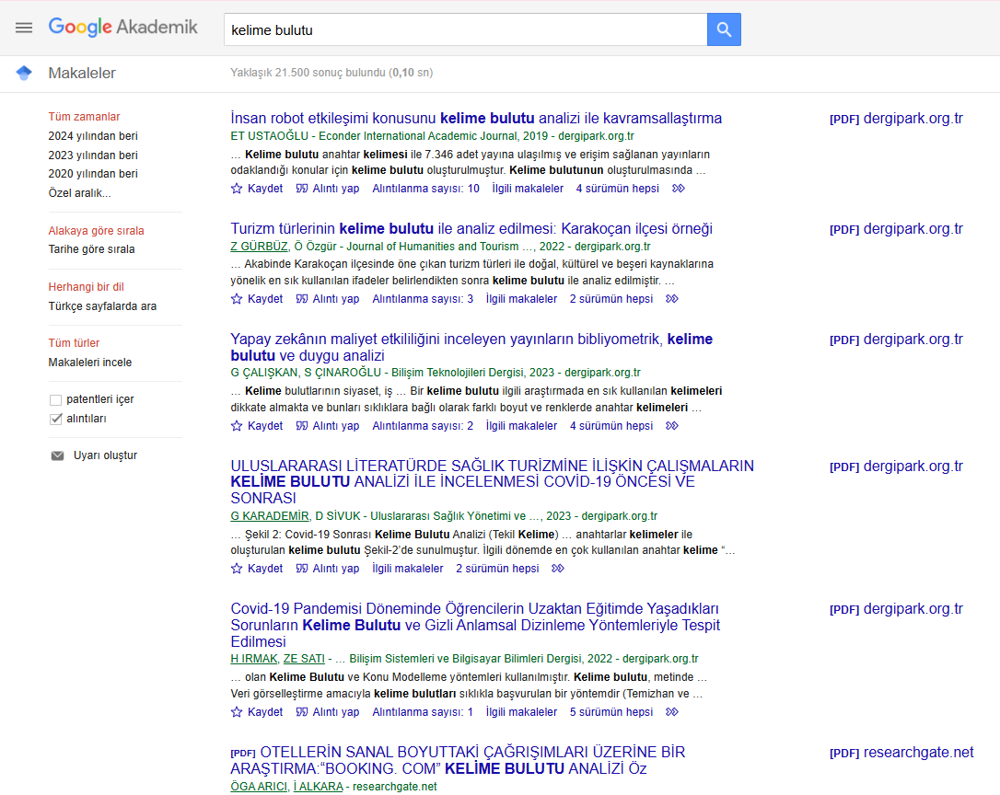 Google Akademik
kelime bulutu
Makaleler
Yaklaşık 21.500 sonuç bulundu (0,10 sn)
Tüm zamanlar
2024 yılından beri
2023 yılından beri
2020 yılından beri
Özel aralık...
Alakaya göre sırala
Tarihe göre sırala
Herhangi bir dil
Türkçe sayfalarda ara
Tüm türler
Makaleleri incele
patentleri içer
alıntıları
Uyarı oluştur
İnsan robot etkileşimi konusunu kelime bulutu analizi ile kavramsallaştırma
[PDF] dergipark.org.tr
ET USTAOĞLU - Econder International Academic Journal, 2019 - dergipark.org.tr
… Kelime bulutu anahtar kelimesi ile 7.346 adet yayına ulaşılmış ve erişim sağlanan yayınların
odaklandığı konular için kelime bulutu oluşturulmuştur. Kelime bulutunun oluşturulmasında …
Kaydet Alıntı yap Alıntılanma sayısı: 10 İlgili makaleler 4 sürümün hepsi
Turizm türlerinin kelime bulutu ile analiz edilmesi: Karakoçan ilçesi örneği
[PDF] dergipark.org.tr
Z GÜRBÜZ, Ö Özgür - Journal of Humanities and Tourism …, 2022 - dergipark.org.tr
… Akabinde Karakoçan ilçesinde öne çıkan turizm türleri ile doğal, kültürel ve beşeri kaynaklarına
yönelik en sık kullanılan ifadeler belirlendikten sonra kelime bulutu ile analiz edilmiştir. …
Kaydet Alıntı yap Alıntılanma sayısı: 3 İlgili makaleler 2 sürümün hepsi
Yapay zekânın maliyet etkililiğini inceleyen yayınların bibliyometrik, kelime
bulutu ve duygu analizi
[PDF] dergipark.org.tr
G ÇALIŞKAN, S ÇINAROĞLU - Bilişim Teknolojileri Dergisi, 2023 - dergipark.org.tr
… Kelime bulutlarının siyaset, iş … Bir kelime bulutu ilgili araştırmada en sık kullanılan kelimeleri
dikkate almakta ve bunları sıklıklara bağlı olarak farklı boyut ve renklerde anahtar kelimeleri …
Kaydet Alıntı yap Alıntılanma sayısı: 2 İlgili makaleler 4 sürümün hepsi
ULUSLARARASI LİTERATÜRDE SAĞLIK TURİZMİNE İLİŞKİN ÇALIŞMALARIN
KELİME BULUTU ANALİZİ İLE İNCELENMESİ COVİD-19 ÖNCESİ VE
SONRASI
[PDF] dergipark.org.tr
G KARADEMİR, D SİVUK - Uluslararası Sağlık Yönetimi ve …, 2023 - dergipark.org.tr
… Şekil 2: Covid-19 Sonrası Kelime Bulutu Analizi (Tekil Kelime) … anahtarlar kelimeler ile
oluşturulan kelime bulutu Şekil-2’de sunulmuştur. İlgili dönemde en çok kullanılan anahtar kelime “…
Kaydet Alıntı yap İlgili makaleler 2 sürümün hepsi
Covid-19 Pandemisi Döneminde Öğrencilerin Uzaktan Eğitimde Yaşadıkları
Sorunların Kelime Bulutu ve Gizli Anlamsal Dizinleme Yöntemleriyle Tespit
Edilmesi
[PDF] dergipark.org.tr
H IRMAK, ZE SATI - … Bilişim Sistemleri ve Bilgisayar Bilimleri Dergisi, 2022 - dergipark.org.tr
… olan Kelime Bulutu ve Konu Modelleme yöntemleri kullanılmıştır. Kelime bulutu, metinde …
Veri görselleştirme amacıyla kelime bulutları sıklıkla başvurulan bir yöntemdir (Temizhan ve …
Kaydet Alıntı yap Alıntılanma sayısı: 1 İlgili makaleler 5 sürümün hepsi
[PDF] OTELLERİN SANAL BOYUTTAKİ ÇAĞRIŞIMLARI ÜZERİNE BİR
ARAŞTIRMA:“BOOKING. COM” KELİME BULUTU ANALİZİ Öz
[PDF] researchgate.net
ÖGA ARICI, İ ALKARA - researchgate.net